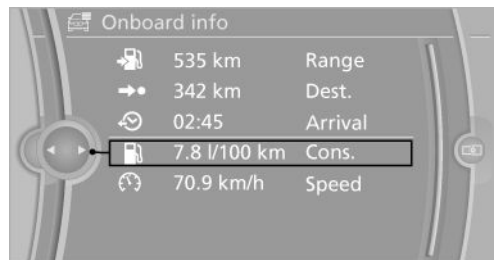 Onboard info
535 km Range
342 km Dest.
02:45 Arrival
7.8 l/100 km Cons.
70.9 km/h Speed